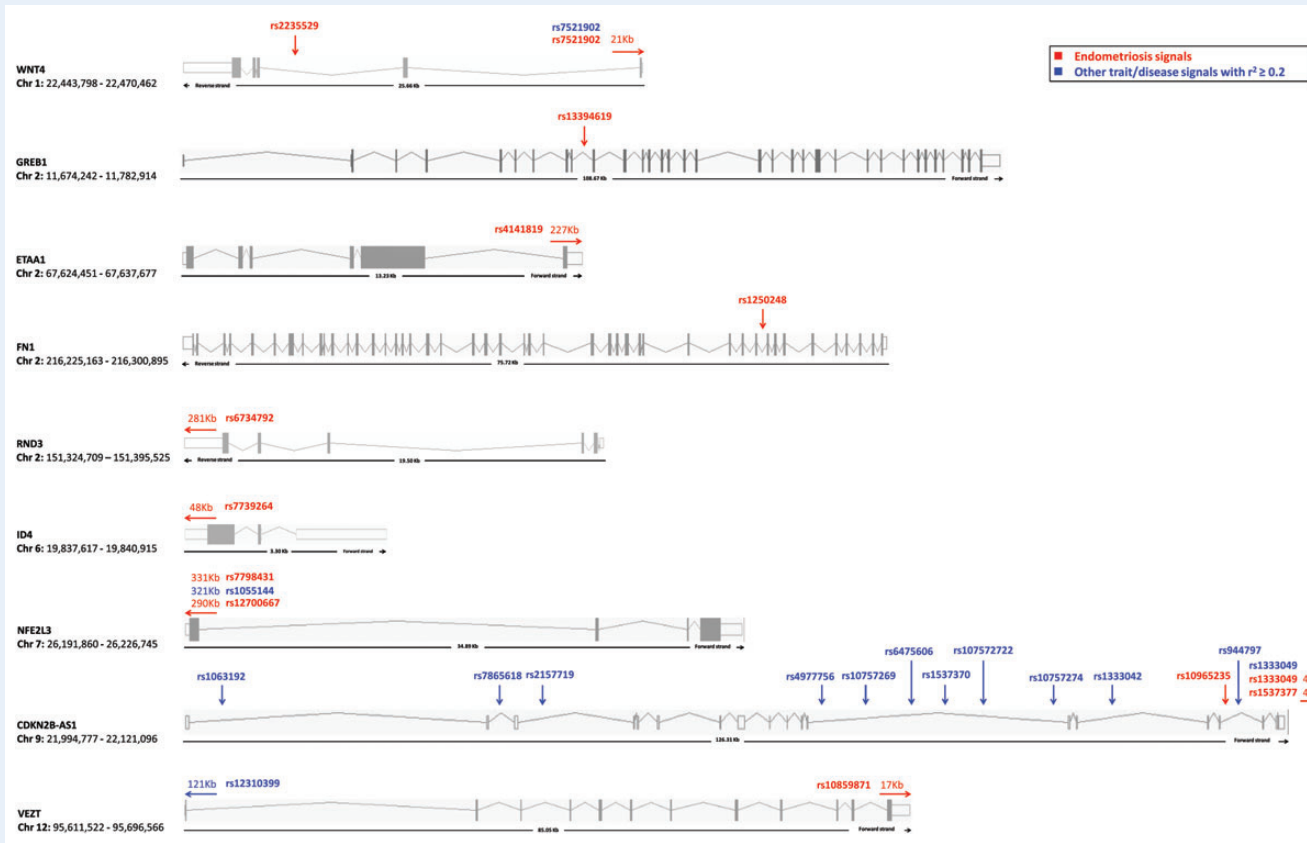 rs2235529
rs7521902
rs7521902 21Kb
WNT4
Chr 1: 22,443,798 - 22,470,462
Reverse strand
25.66 Kb
Endometriosis signals
Other trait/disease signals with r² ≥ 0.2
rs13394619
GREB1
Chr 2: 11,674,242 - 11,782,914
108.67 Kb
Forward strand
rs4141819 227Kb
ETAA1
Chr 2: 67,624,451 - 67,637,677
13.23 Kb
Forward strand
rs1250248
FN1
Chr 2: 216,225,163 - 216,300,895
Reverse strand
75.72 Kb
281Kb rs6734792
RND3
Chr 2: 151,324,709 – 151,395,525
Reverse strand
19.50 Kb
48Kb rs7739264
ID4
Chr 6: 19,837,617 - 19,840,915
3.30 Kb
Forward strand
331Kb rs7798431
321Kb rs1055144
290Kb rs12700667
NFE2L3
Chr 7: 26,191,860 - 26,226,745
34.89 Kb
Forward strand
rs1063192
rs7865618
rs2157719
rs4977756
rs10757269
rs6475606
rs1537370
rs107572722
rs10757274
rs1333042
rs10965235
rs944797
rs1333049
rs1333049 4
rs1537377 4
CDKN2B-AS1
Chr 9: 21,994,777 - 22,121,096
126.31 Kb
Forward strand
121Kb rs12310399
rs10859871 17Kb
VEZT
Chr 12: 95,611,522 - 95,696,566
85.05 Kb
Forward strand